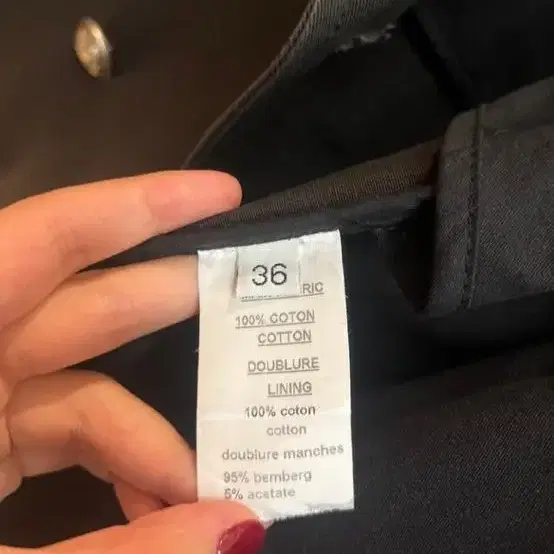 36
RIC
100% COTON
COTTON
DOUBLURE
LINING
100% coton
cotton
doublure manches
95% bemberg
5% acetate